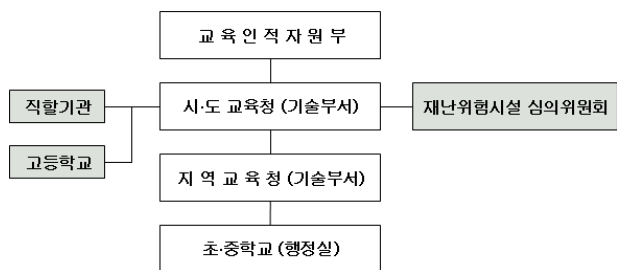 교 육 인 적 자 원 부
직할기관
시·도 교육청 (기술부서)
재난위험시설 심의위원회
고등학교
지 역 교 육 청 (기술부서)
초·중학교 (행정실)